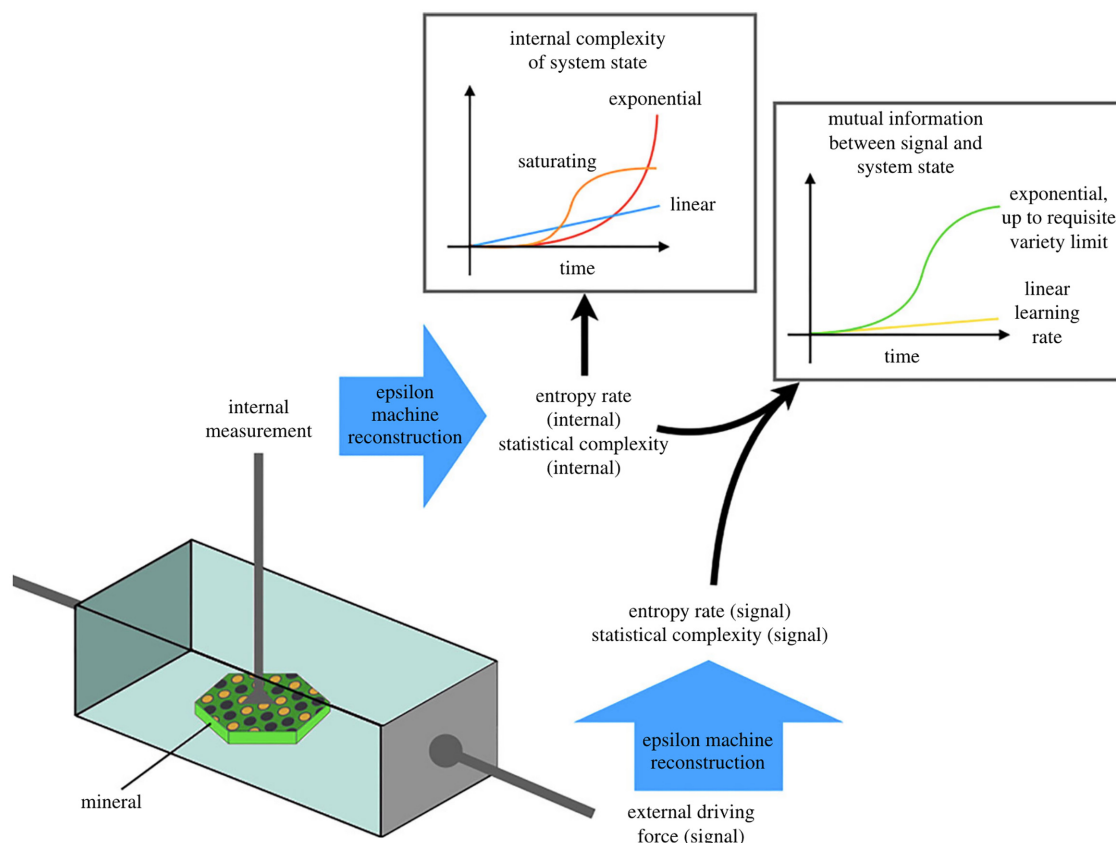 internal complexity
of system state
exponential
saturating
linear
time
mutual information
between signal and
system state
exponential,
up to requisite
variety limit
linear
learning
rate
time
internal
measurement
epsilon
machine
reconstruction
entropy rate
(internal)
statistical complexity
(internal)
entropy rate (signal)
statistical complexity (signal)
epsilon machine
reconstruction
mineral
external driving
force (signal)